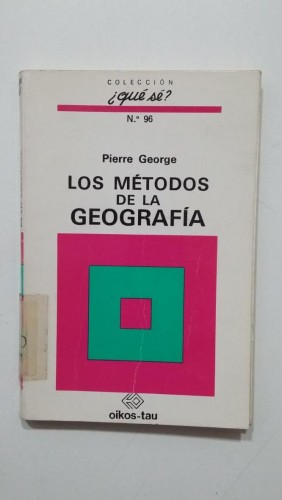 COLECCIÓN
¿qué sé?
N.º 96
Pierre George
LOS MÉTODOS
DE LA
GEOGRAFÍA
oikos-tau